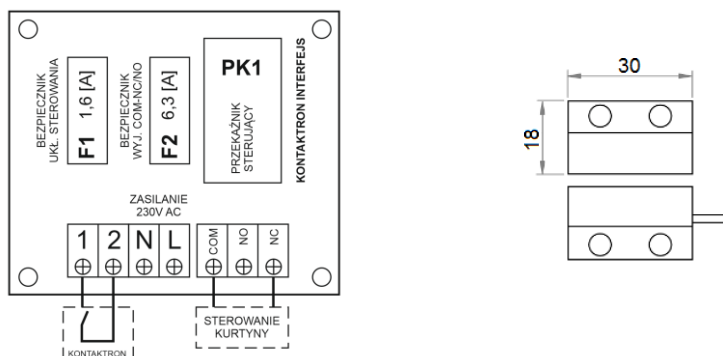 BEZPIECZNIK
UKŁ. STEROWANIA
F1 1,6 [A]
BEZPIECZNIK
WYJ. COM-NC/NO
F2 6,3 [A]
PK1
PRZEKAŹNIK
STERUJĄCY
KONTAKTRON INTERFEJS
ZASILANIE
230V AC
1 2 N L
COM NO NC
KONTAKTRON
STEROWANIE
KURTYNY
30
18